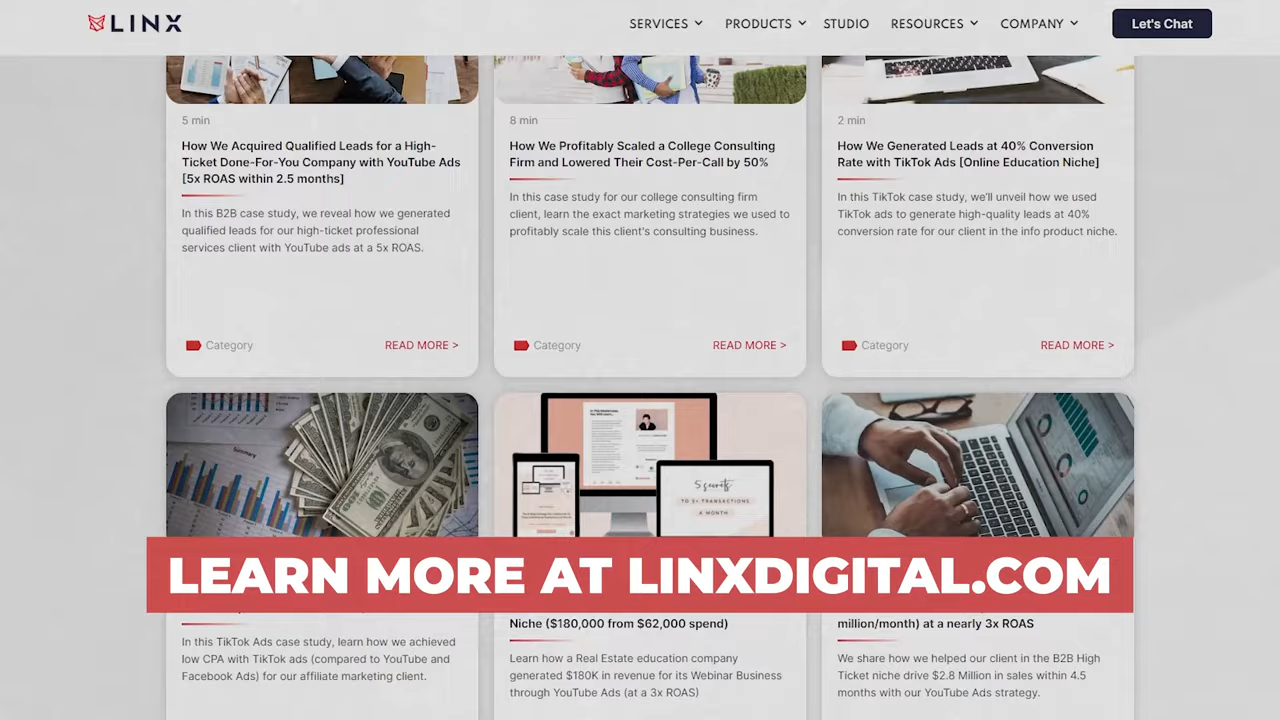 LINX
SERVICES
PRODUCTS
STUDIO
RESOURCES
COMPANY
Let's Chat
5 min
How We Acquired Qualified Leads for a High-
Ticket Done-For-You Company with YouTube Ads
[5x ROAS within 2.5 months]
In this B2B case study, we reveal how we generated
qualified leads for our high-ticket professional
services client with YouTube ads at a 5x ROAS.
Category
READ MORE >
8 min
How We Profitably Scaled a College Consulting
Firm and Lowered Their Cost-Per-Call by 50%
In this case study for our college consulting firm
client, learn the exact marketing strategies we used to
profitably scale this client's consulting business.
Category
READ MORE >
2 min
How We Generated Leads at 40% Conversion
Rate with TikTok Ads [Online Education Niche]
In this TikTok case study, we'll unveil how we used
TikTok ads to generate high-quality leads at 40%
conversion rate for our client in the info product niche.
Category
READ MORE >
Summary
5 secrets
TO 5+ TRANSACTIONS
A MONTH
LEARN MORE AT LINXDIGITAL.COM
In this TikTok Ads case study, learn how we achieved
low CPA with TikTok ads (compared to YouTube and
Facebook Ads) for our affiliate marketing client.
Niche ($180,000 from $62,000 spend)
Learn how a Real Estate education company
generated $180K in revenue for its Webinar Business
through YouTube Ads (at a 3x ROAS)
million/month) at a nearly 3x ROAS
We share how we helped our client in the B2B High
Ticket niche drive $2.8 Million in sales within 4.5
months with our YouTube Ads strategy.